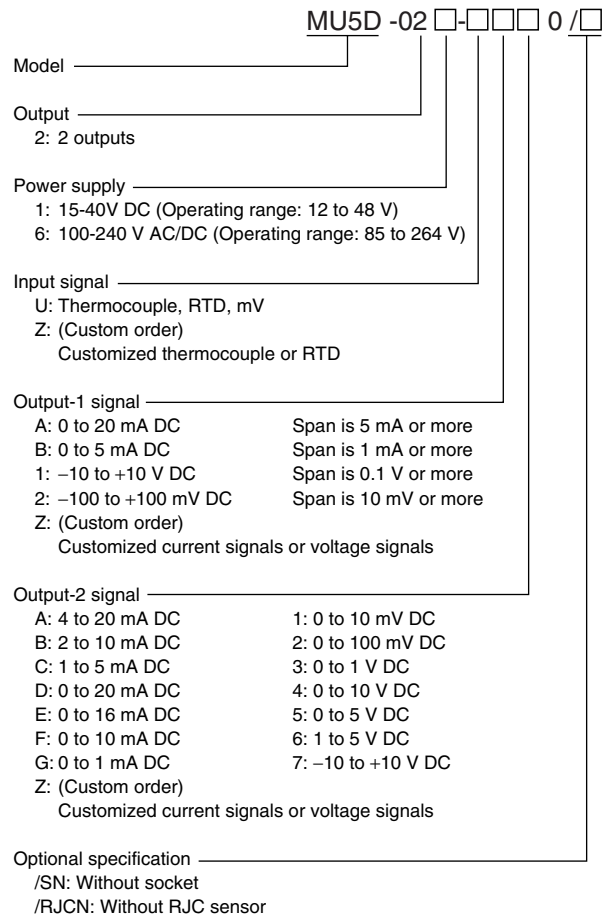 MU5D -02 □-□□□ 0 /□
Model
Output
2: 2 outputs
Power supply
1: 15-40V DC (Operating range: 12 to 48 V)
6: 100-240 V AC/DC (Operating range: 85 to 264 V)
Input signal
U: Thermocouple, RTD, mV
Z: (Custom order)
Customized thermocouple or RTD
Output-1 signal
A: 0 to 20 mA DC Span is 5 mA or more
B: 0 to 5 mA DC Span is 1 mA or more
1: −10 to +10 V DC Span is 0.1 V or more
2: −100 to +100 mV DC Span is 10 mV or more
Z: (Custom order)
Customized current signals or voltage signals
Output-2 signal
A: 4 to 20 mA DC 1: 0 to 10 mV DC
B: 2 to 10 mA DC 2: 0 to 100 mV DC
C: 1 to 5 mA DC 3: 0 to 1 V DC
D: 0 to 20 mA DC 4: 0 to 10 V DC
E: 0 to 16 mA DC 5: 0 to 5 V DC
F: 0 to 10 mA DC 6: 1 to 5 V DC
G: 0 to 1 mA DC 7: −10 to +10 V DC
Z: (Custom order)
Customized current signals or voltage signals
Optional specification
/SN: Without socket
/RJCN: Without RJC sensor